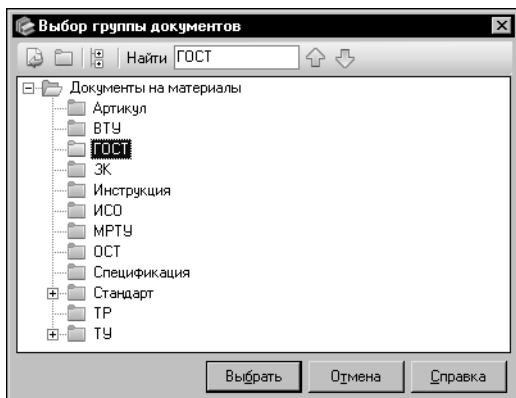 Выбор группы документов
Найти ГОСТ
Документы на материалы
Артикул
ВТУ
ГОСТ
ЗК
Инструкция
ИСО
МРТУ
ОСТ
Спецификация
Стандарт
ТР
ТУ
Выбрать Отмена Справка